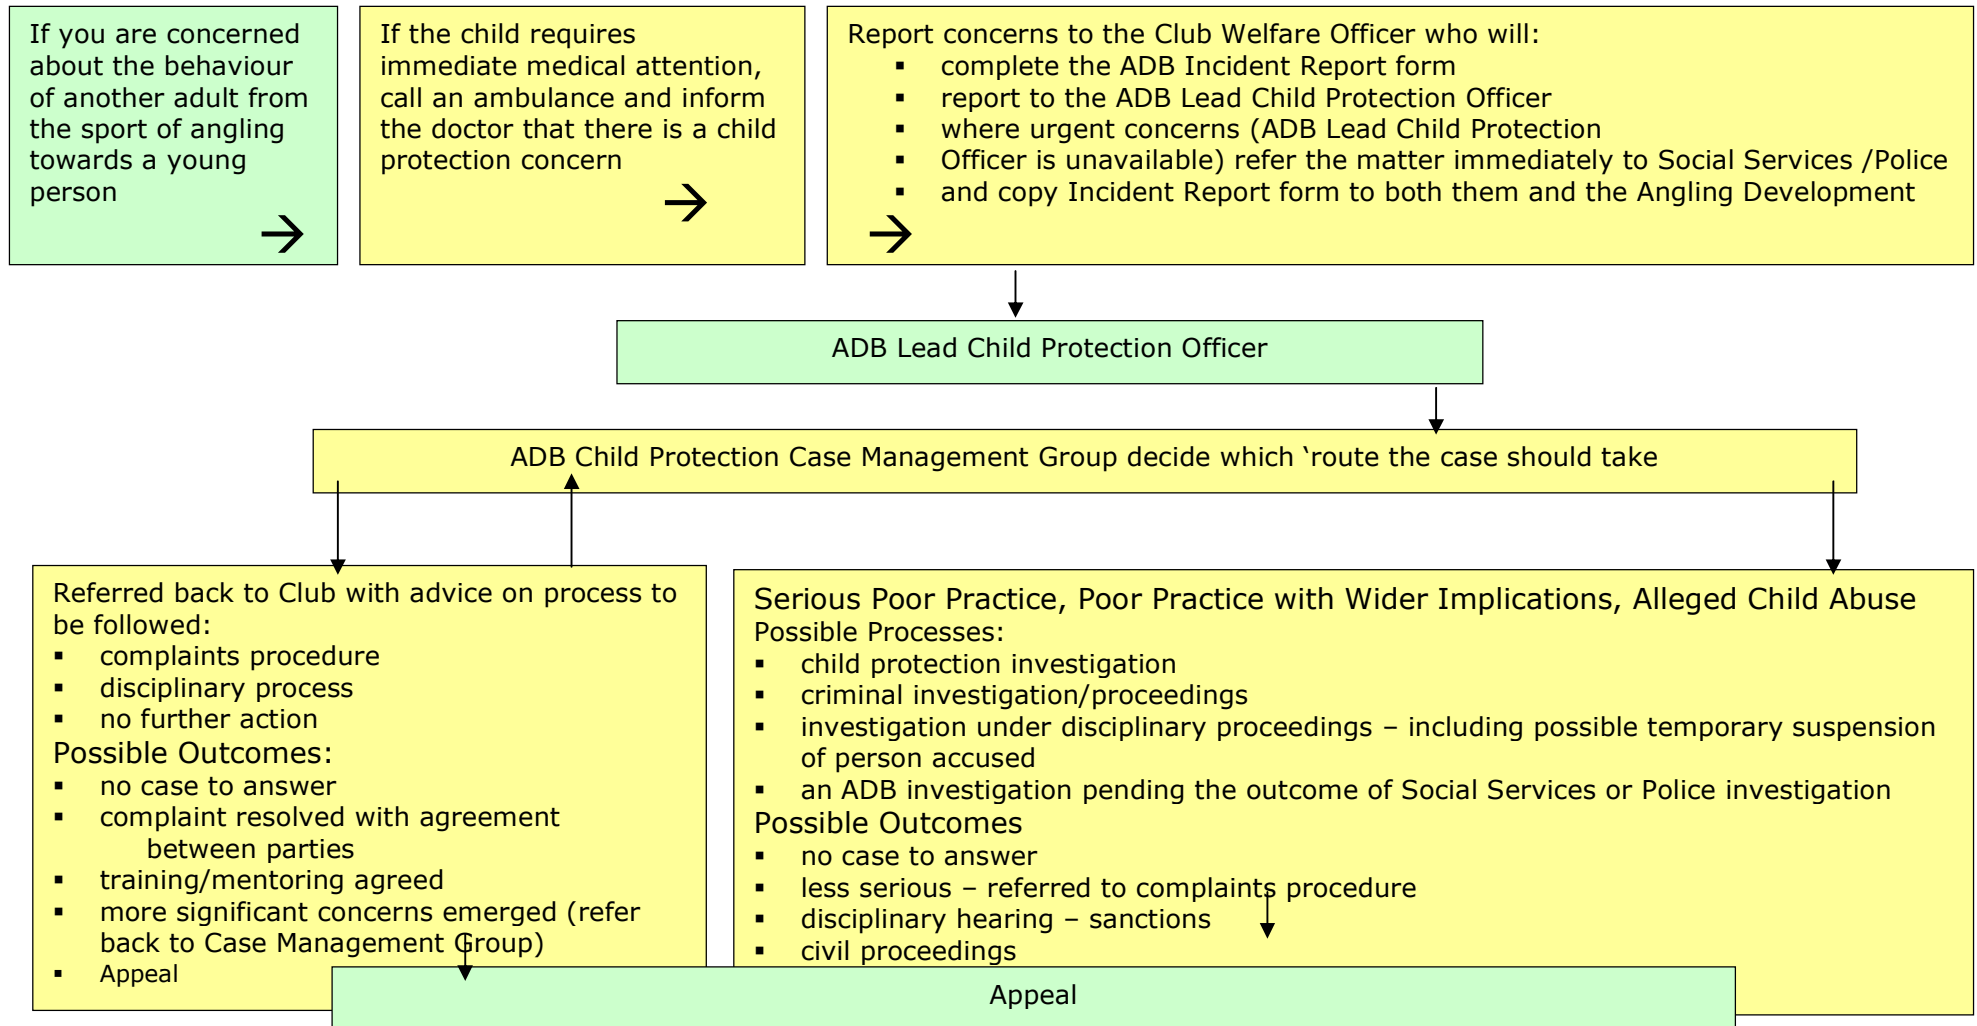 If you are concerned
about the behaviour
of another adult from
the sport of angling
towards a young
person
If the child requires
immediate medical attention,
call an ambulance and inform
the doctor that there is a child
protection concern
Report concerns to the Club Welfare Officer who will:
▪ complete the ADB Incident Report form
▪ report to the ADB Lead Child Protection Officer
▪ where urgent concerns (ADB Lead Child Protection
▪ Officer is unavailable) refer the matter immediately to Social Services /Police
▪ and copy Incident Report form to both them and the Angling Development
ADB Lead Child Protection Officer
ADB Child Protection Case Management Group decide which ‘route the case should take
Referred back to Club with advice on process to
be followed:
▪ complaints procedure
▪ disciplinary process
▪ no further action
Possible Outcomes:
▪ no case to answer
▪ complaint resolved with agreement
between parties
▪ training/mentoring agreed
▪ more significant concerns emerged (refer
back to Case Management Group)
▪ Appeal
Serious Poor Practice, Poor Practice with Wider Implications, Alleged Child Abuse
Possible Processes:
▪ child protection investigation
▪ criminal investigation/proceedings
▪ investigation under disciplinary proceedings – including possible temporary suspension
of person accused
▪ an ADB investigation pending the outcome of Social Services or Police investigation
Possible Outcomes
▪ no case to answer
▪ less serious – referred to complaints procedure
▪ disciplinary hearing – sanctions
▪ civil proceedings
Appeal